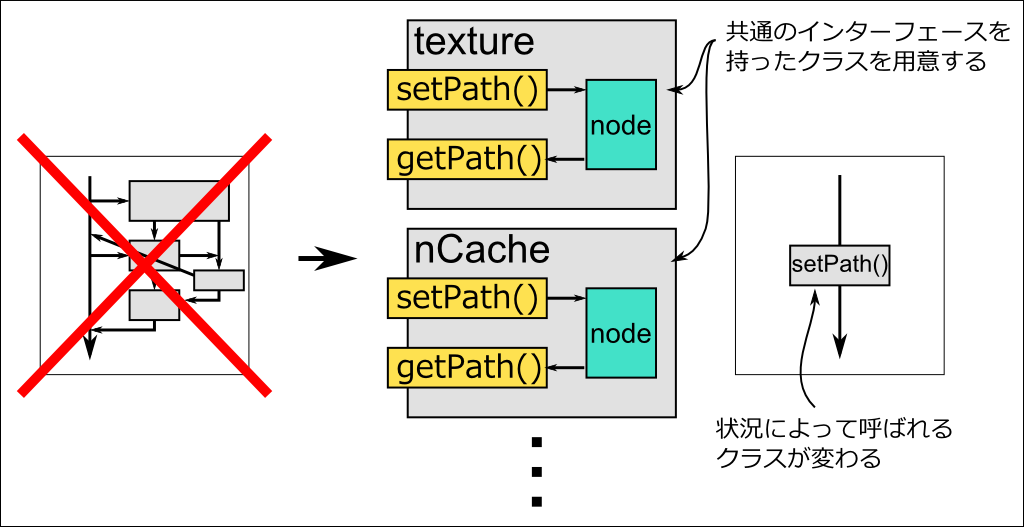 texture
setPath()
node
getPath()
nCache
setPath()
node
getPath()
共通のインターフェースを
持ったクラスを用意する
setPath()
状況によって呼ばれる
クラスが変わる